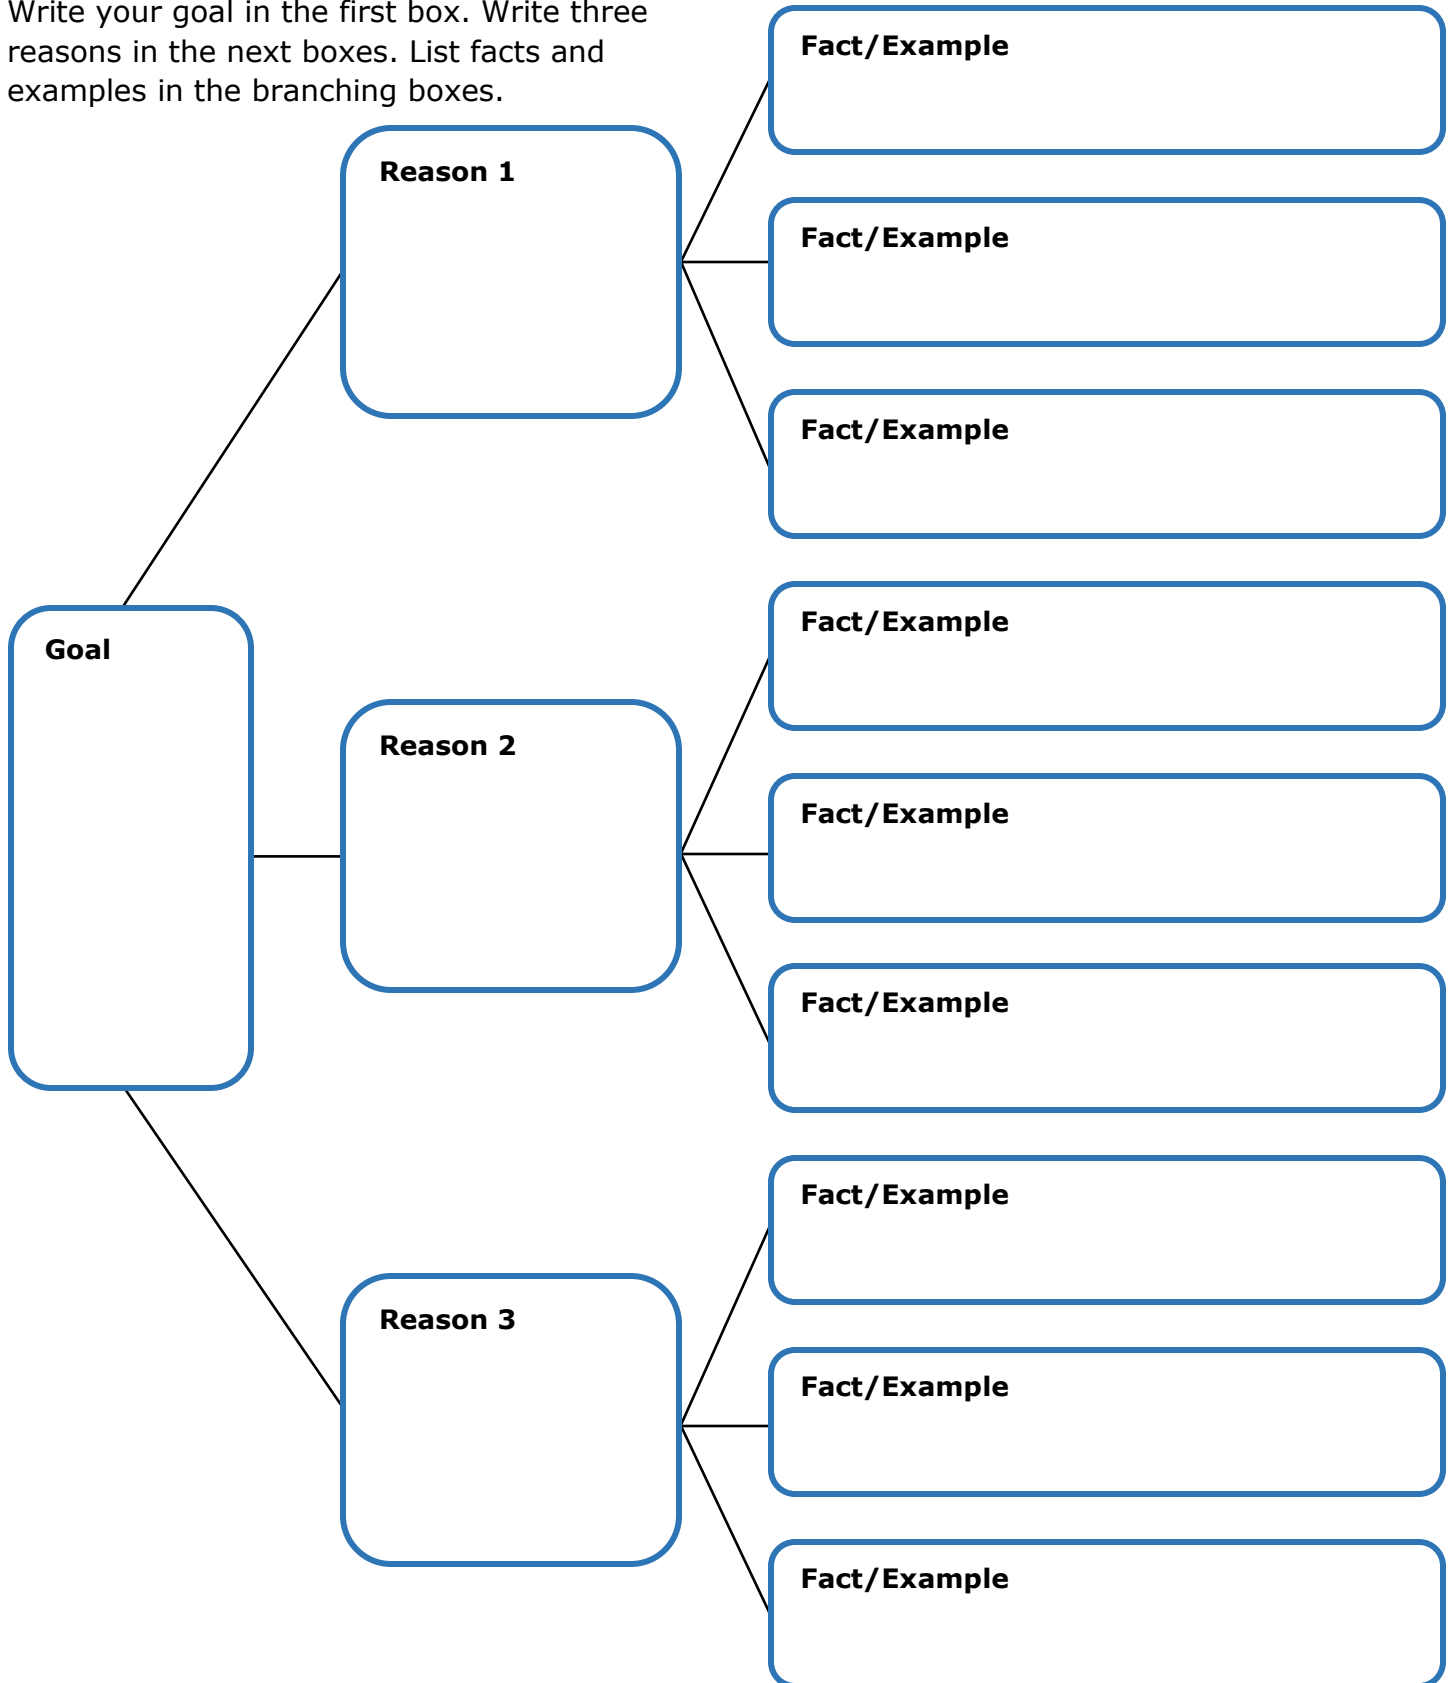 Write your goal in the first box. Write three
reasons in the next boxes. List facts and
examples in the branching boxes.
Goal
Reason 1
Fact/Example
Fact/Example
Fact/Example
Reason 2
Fact/Example
Fact/Example
Fact/Example
Reason 3
Fact/Example
Fact/Example
Fact/Example